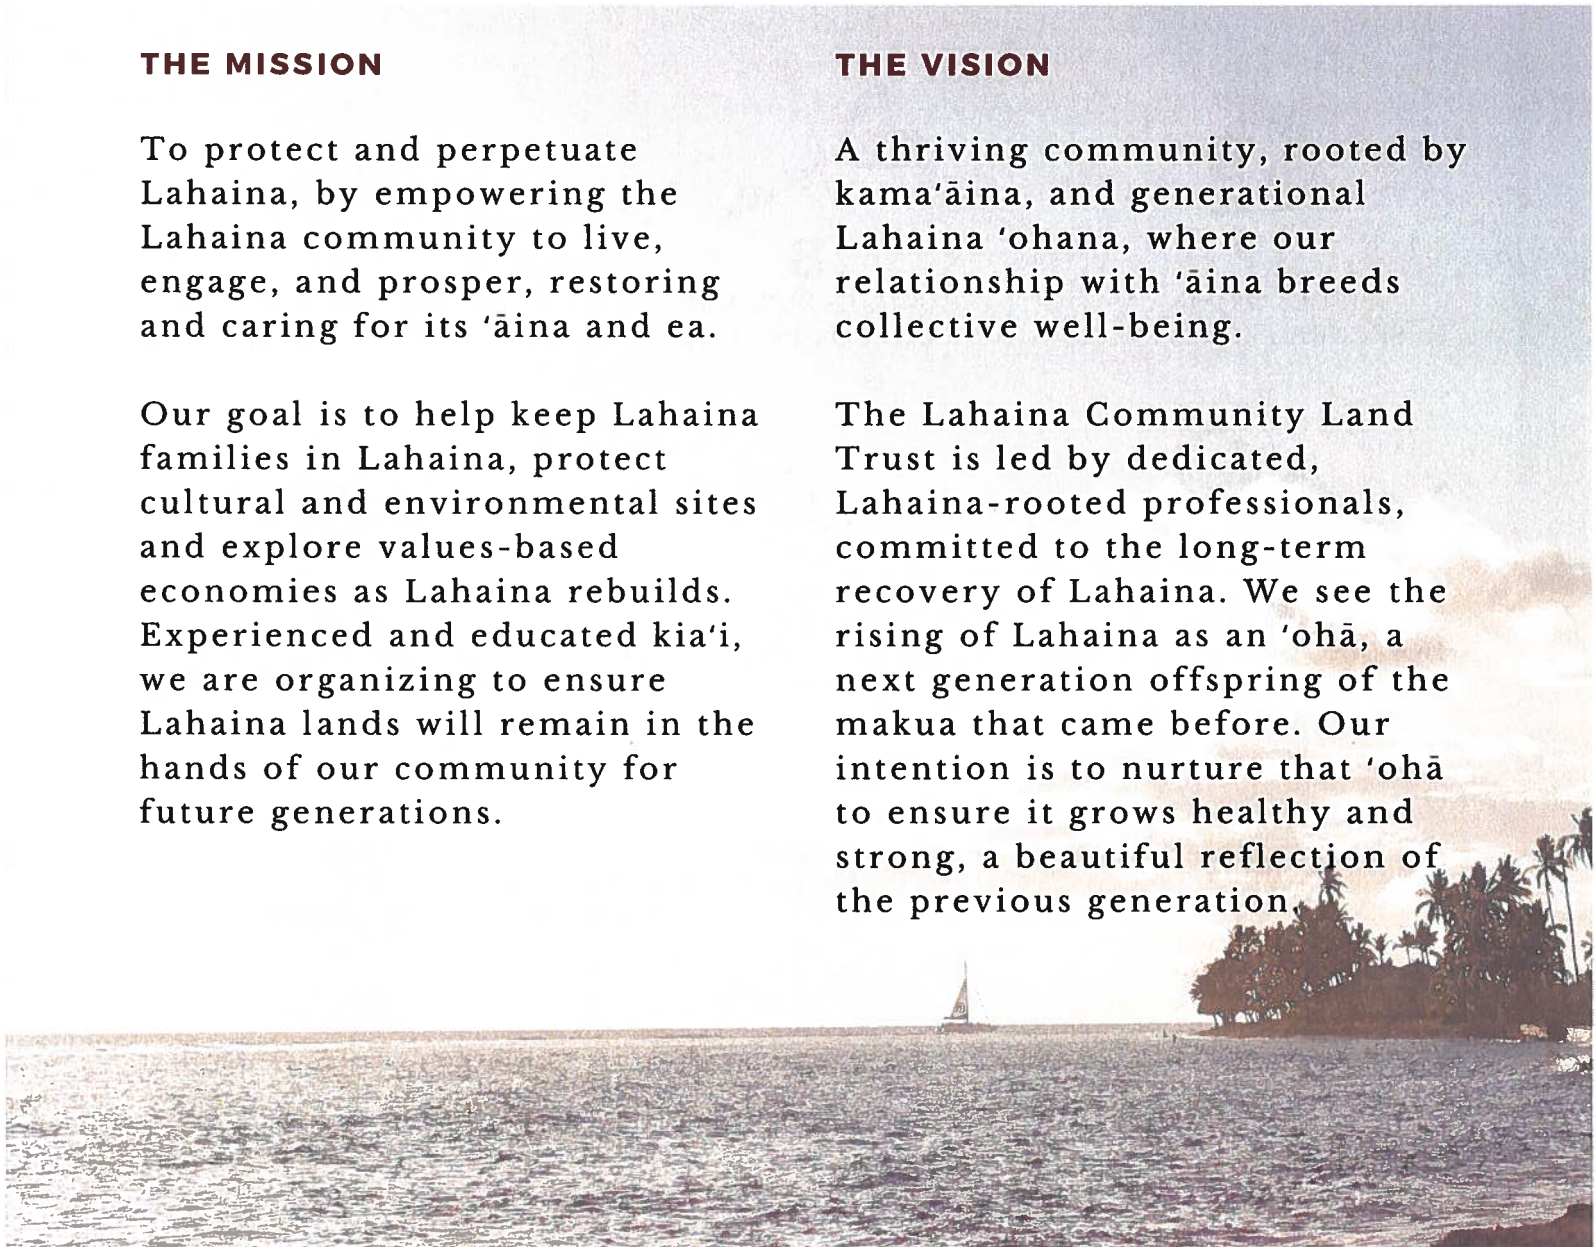 THE MISSION
To protect and perpetuate
Lahaina, by empowering the
Lahaina community to live,
engage, and prosper, restoring
and caring for its ʻāina and ea.
Our goal is to help keep Lahaina
families in Lahaina, protect
cultural and environmental sites
and explore values-based
economies as Lahaina rebuilds.
Experienced and educated kiaʻi,
we are organizing to ensure
Lahaina lands will remain in the
hands of our community for
future generations.
THE VISION
A thriving community, rooted by
kamaʻāina, and generational
Lahaina ʻohana, where our
relationship with ʻāina breeds
collective well-being.
The Lahaina Community Land
Trust is led by dedicated,
Lahaina-rooted professionals,
committed to the long-term
recovery of Lahaina. We see the
rising of Lahaina as an ʻohā, a
next generation offspring of the
makua that came before. Our
intention is to nurture that ʻohā
to ensure it grows healthy and
strong, a beautiful reflection of
the previous generation.